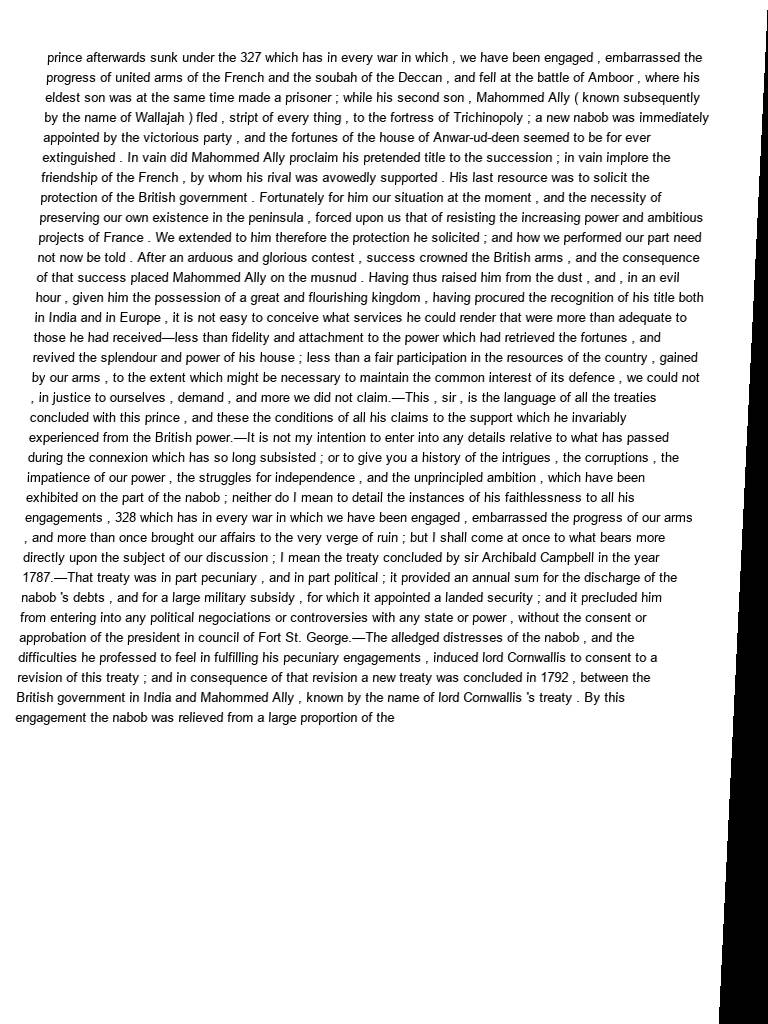 prince afterwards sunk under the 327 which has in every war in which , we have been engaged , embarrassed the
progress of united arms of the French and the soubah of the Deccan , and fell at the battle of Amboor , where his
eldest son was at the same time made a prisoner ; while his second son , Mahommed Ally ( known subsequently
by the name of Wallajah ) fled , stript of every thing , to the fortress of Trichinopoly ; a new nabob was immediately
appointed by the victorious party , and the fortunes of the house of Anwar-ud-deen seemed to be for ever
extinguished . In vain did Mahommed Ally proclaim his pretended title to the succession ; in vain implore the
friendship of the French , by whom his rival was avowedly supported . His last resource was to solicit the
protection of the British government . Fortunately for him our situation at the moment , and the necessity of
preserving our own existence in the peninsula , forced upon us that of resisting the increasing power and ambitious
projects of France . We extended to him therefore the protection he solicited ; and how we performed our part need
not now be told . After an arduous and glorious contest , success crowned the British arms , and the consequence
of that success placed Mahommed Ally on the musnud . Having thus raised him from the dust , and , in an evil
hour , given him the possession of a great and flourishing kingdom , having procured the recognition of his title both
in India and in Europe , it is not easy to conceive what services he could render that were more than adequate to
those he had received—less than fidelity and attachment to the power which had retrieved the fortunes , and
revived the splendour and power of his house ; less than a fair participation in the resources of the country , gained
by our arms , to the extent which might be necessary to maintain the common interest of its defence , we could not
, in justice to ourselves , demand , and more we did not claim.—This , sir , is the language of all the treaties
concluded with this prince , and these the conditions of all his claims to the support which he invariably
experienced from the British power.—It is not my intention to enter into any details relative to what has passed
during the connexion which has so long subsisted ; or to give you a history of the intrigues , the corruptions , the
impatience of our power , the struggles for independence , and the unprincipled ambition , which have been
exhibited on the part of the nabob ; neither do I mean to detail the instances of his faithlessness to all his
engagements , 328 which has in every war in which we have been engaged , embarrassed the progress of our arms
, and more than once brought our affairs to the very verge of ruin ; but I shall come at once to what bears more
directly upon the subject of our discussion ; I mean the treaty concluded by sir Archibald Campbell in the year
1787.—That treaty was in part pecuniary , and in part political ; it provided an annual sum for the discharge of the
nabob 's debts , and for a large military subsidy , for which it appointed a landed security ; and it precluded him
from entering into any political negociations or controversies with any state or power , without the consent or
approbation of the president in council of Fort St. George.—The alledged distresses of the nabob , and the
difficulties he professed to feel in fulfilling his pecuniary engagements , induced lord Cornwallis to consent to a
revision of this treaty ; and in consequence of that revision a new treaty was concluded in 1792 , between the
British government in India and Mahommed Ally , known by the name of lord Cornwallis 's treaty . By this
engagement the nabob was relieved from a large proportion of the